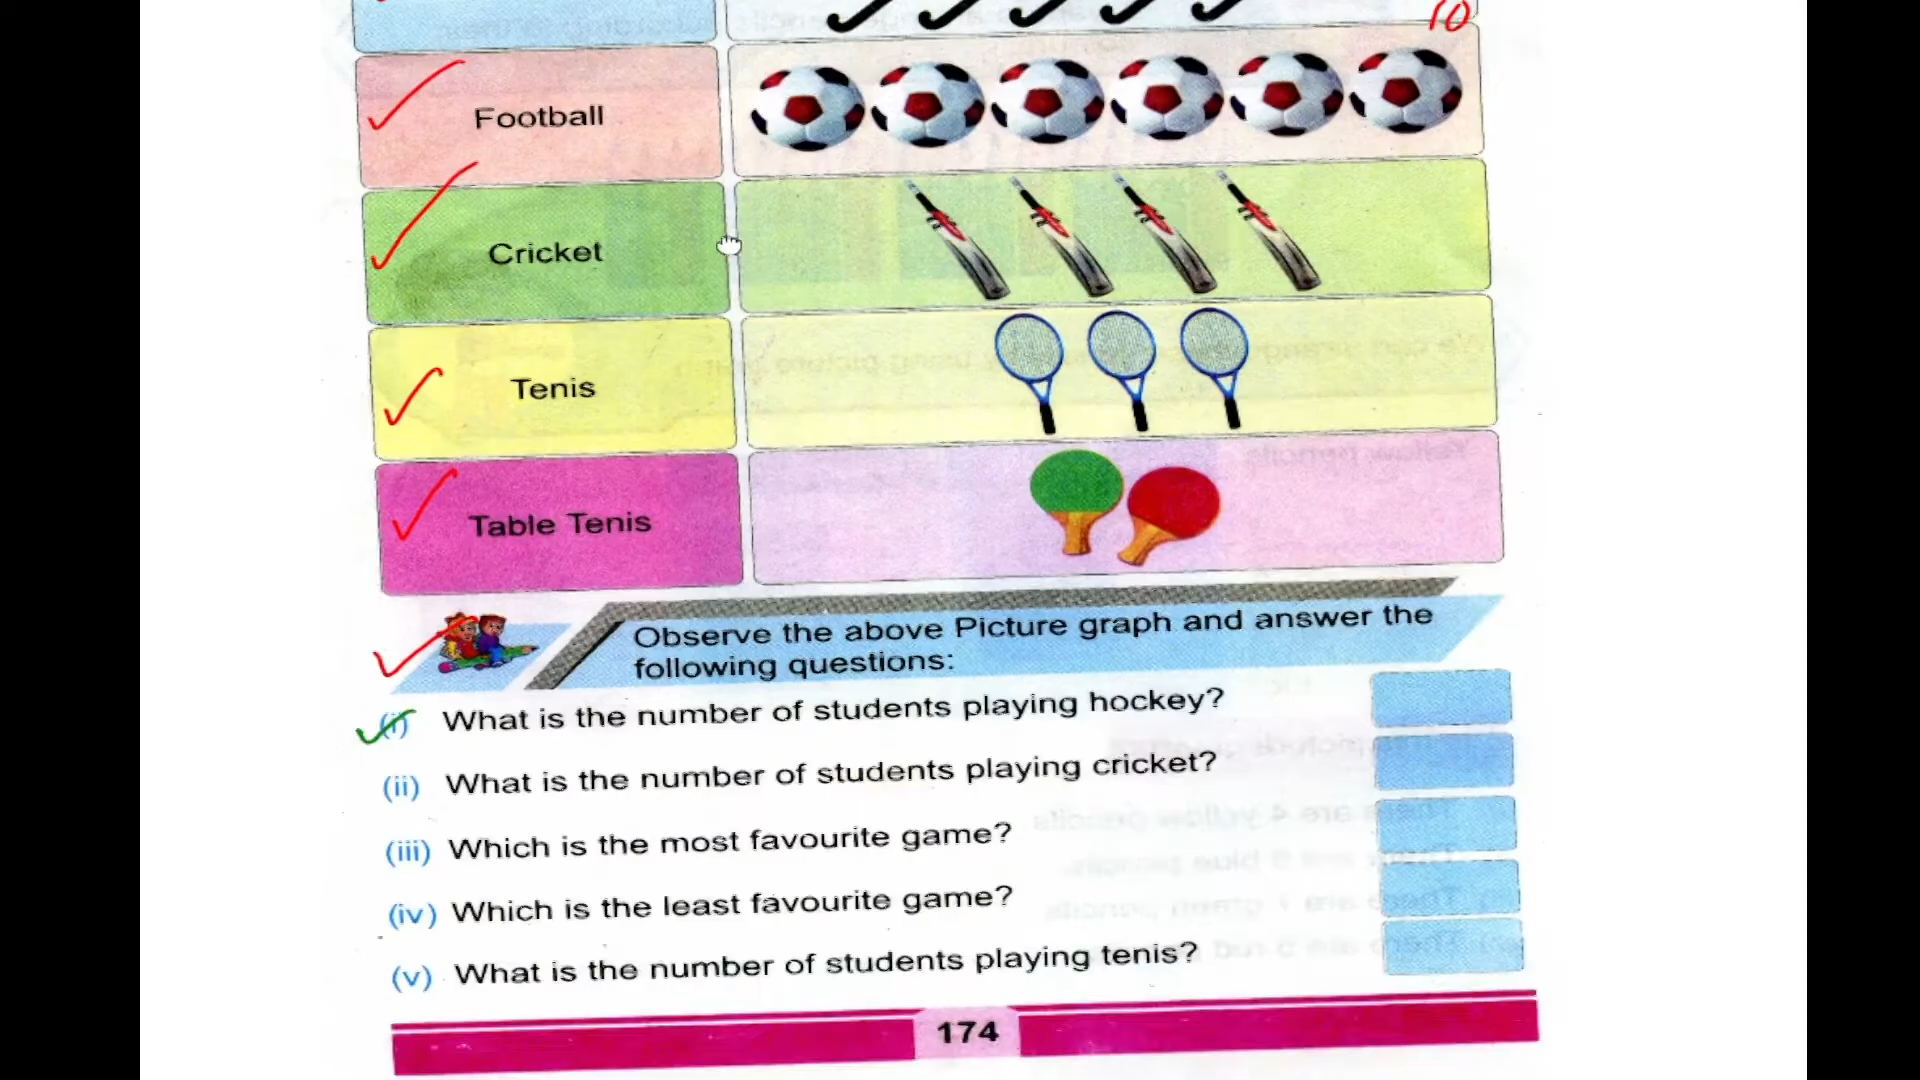 10
Football
Cricket
Tenis
Table Tenis
Observe the above Picture graph and answer the
following questions:
(i) What is the number of students playing hockey?
(ii) What is the number of students playing cricket?
(iii) Which is the most favourite game?
(iv) Which is the least favourite game?
(v) What is the number of students playing tenis?
174